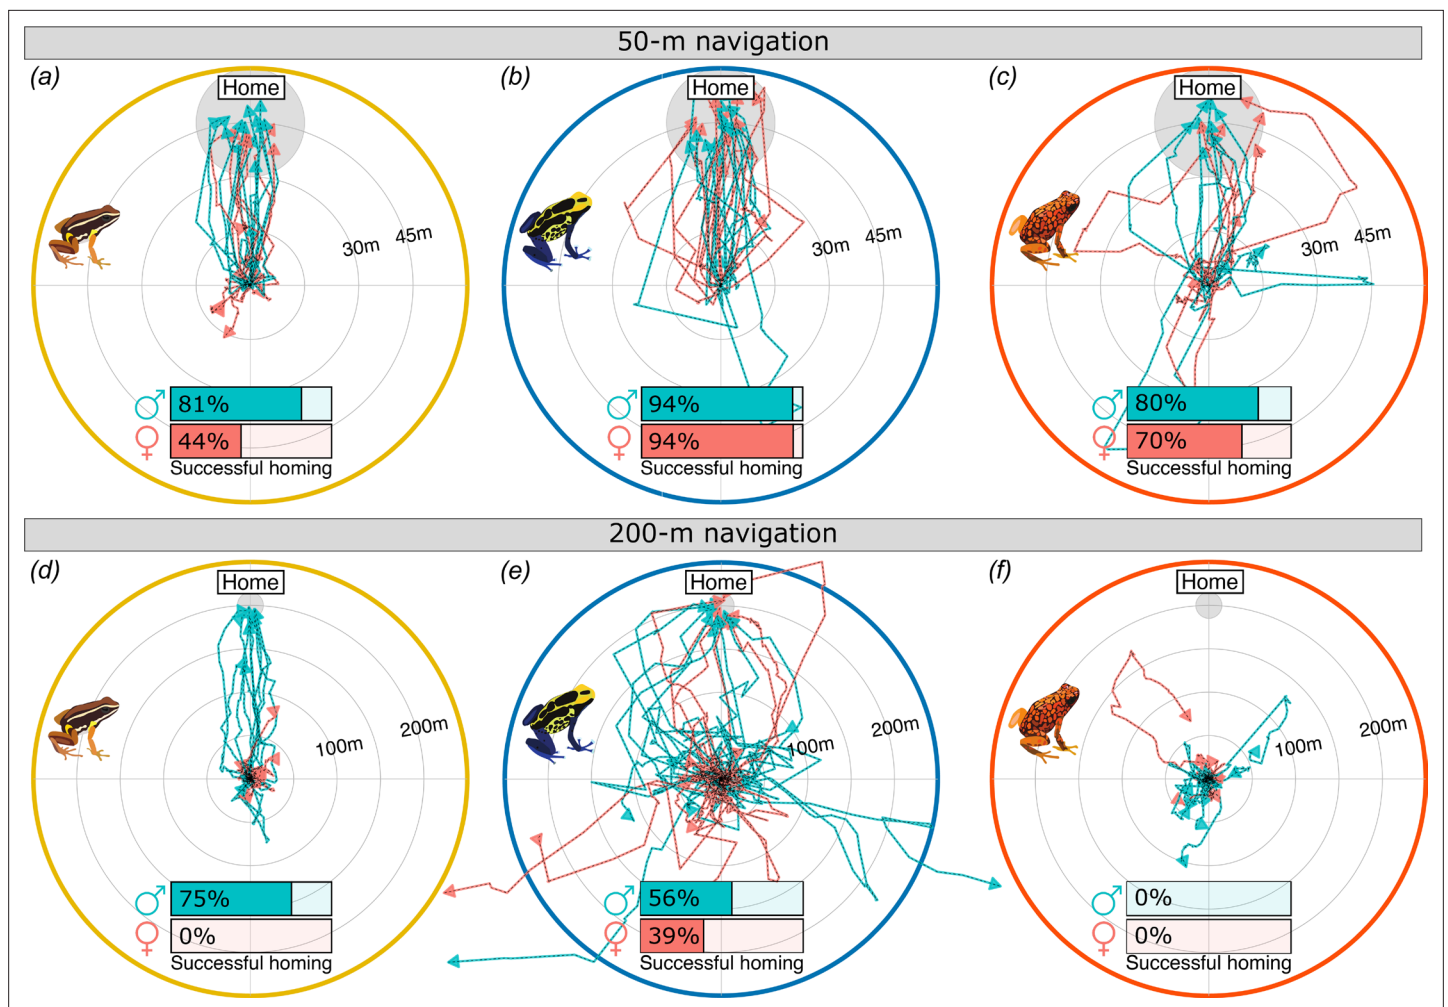 50-m navigation
(a)
Home
30m
45m
♂ 81%
♀ 44%
Successful homing
(b)
Home
30m
45m
♂ 94%
♀ 94%
Successful homing
(c)
Home
30m
45m
♂ 80%
♀ 70%
Successful homing
200-m navigation
(d)
Home
100m
200m
♂ 75%
♀ 0%
Successful homing
(e)
Home
100m
200m
♂ 56%
♀ 39%
Successful homing
(f)
Home
100m
200m
♂ 0%
♀ 0%
Successful homing